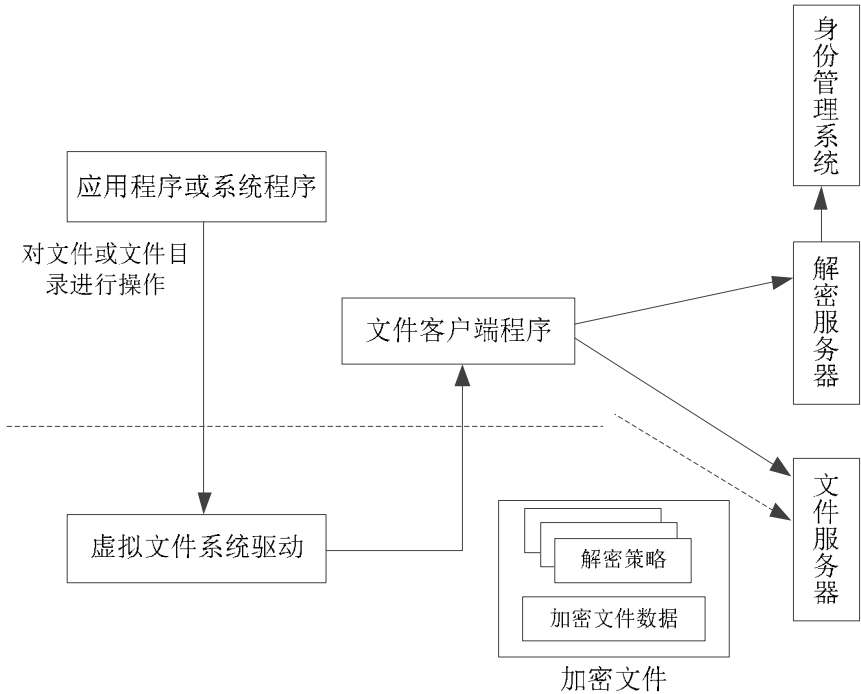 身份管理系统
应用程序或系统程序
对文件或文件目
录进行操作
解密服务器
文件客户端程序
文件服务器
虚拟文件系统驱动
解密策略
加密文件数据
加密文件